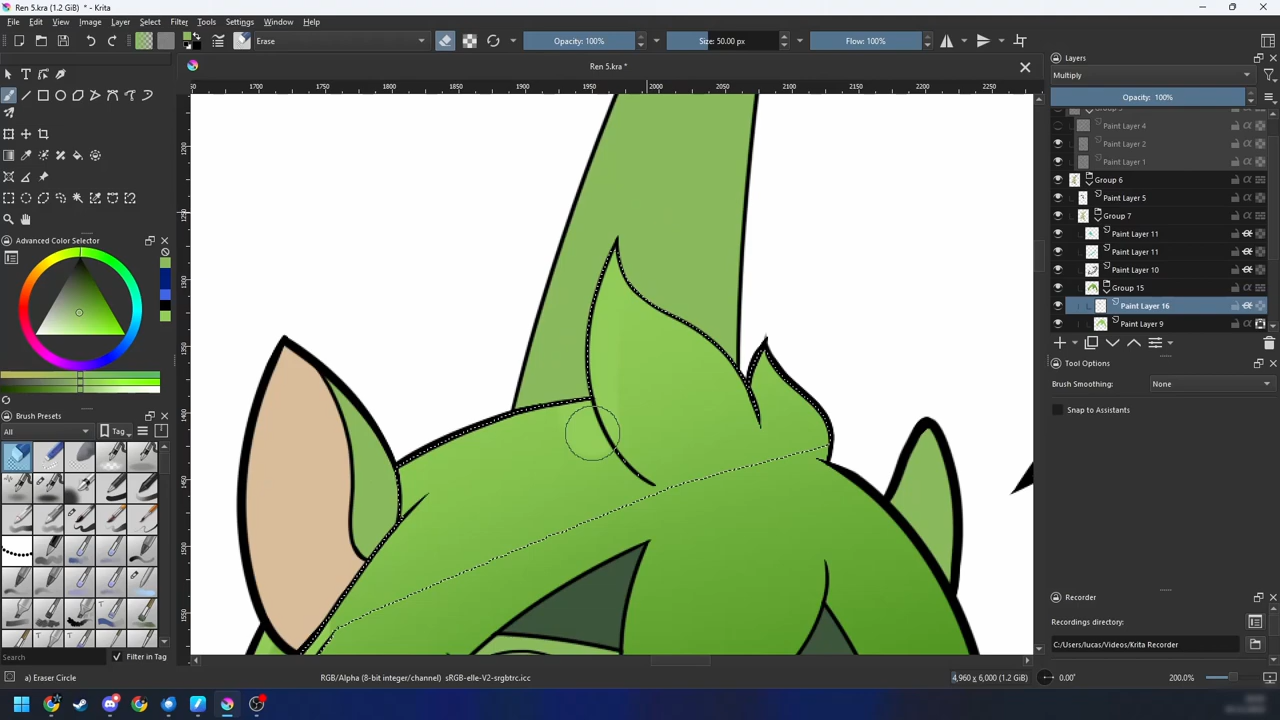 Ren 5.kra (1.2 GiB) * - Krita
File Edit View Image Layer Select Filter Tools Settings Window Help
Erase
Opacity: 100%
Size: 50.00 px
Flow: 100%
Ren 5.kra *
Layers
Multiply
Opacity: 100%
1700 1750 1800 1850 1900 1950 2000 2050 2100 2150 2200 2250
Paint Layer 4
Paint Layer 2
Paint Layer 1
Group 6
Paint Layer 5
Group 7
Paint Layer 11
Paint Layer 11
Paint Layer 10
Group 15
Paint Layer 16
Paint Layer 9
Advanced Color Selector
Tool Options
Brush Smoothing: None
Snap to Assistants
Brush Presets
All
Tag
Recorder
Recordings directory:
C:/Users/lucas/Videos/Krita Recorder
Search
Filter in Tag
a) Eraser Circle
RGB/Alpha (8-bit integer/channel) sRGB-elle-V2-srgbtrc.icc
4,960 x 6,000 (1.2 GiB)
0.00°
200.0%